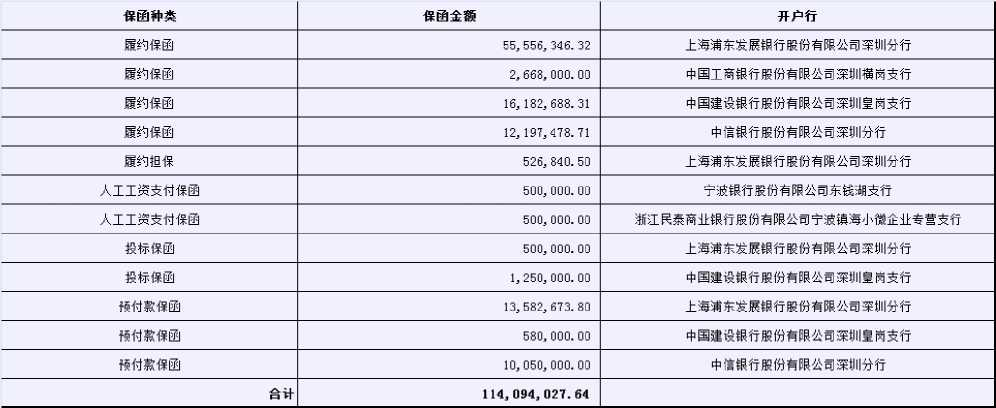 保函种类 保函金额 开户行
履约保函 55,556,346.32 上海浦东发展银行股份有限公司深圳分行
履约保函 2,668,000.00 中国工商银行股份有限公司深圳横岗支行
履约保函 16,182,688.31 中国建设银行股份有限公司深圳皇岗支行
履约保函 12,197,478.71 中信银行股份有限公司深圳分行
履约担保 526,840.50 上海浦东发展银行股份有限公司深圳分行
人工工资支付保函 500,000.00 宁波银行股份有限公司东钱湖支行
人工工资支付保函 500,000.00 浙江民泰商业银行股份有限公司宁波镇海小微企业专营支行
投标保函 500,000.00 上海浦东发展银行股份有限公司深圳分行
投标保函 1,250,000.00 中国建设银行股份有限公司深圳皇岗支行
预付款保函 13,582,673.80 上海浦东发展银行股份有限公司深圳分行
预付款保函 580,000.00 中国建设银行股份有限公司深圳皇岗支行
预付款保函 10,050,000.00 中信银行股份有限公司深圳分行
合计 114,094,027.64